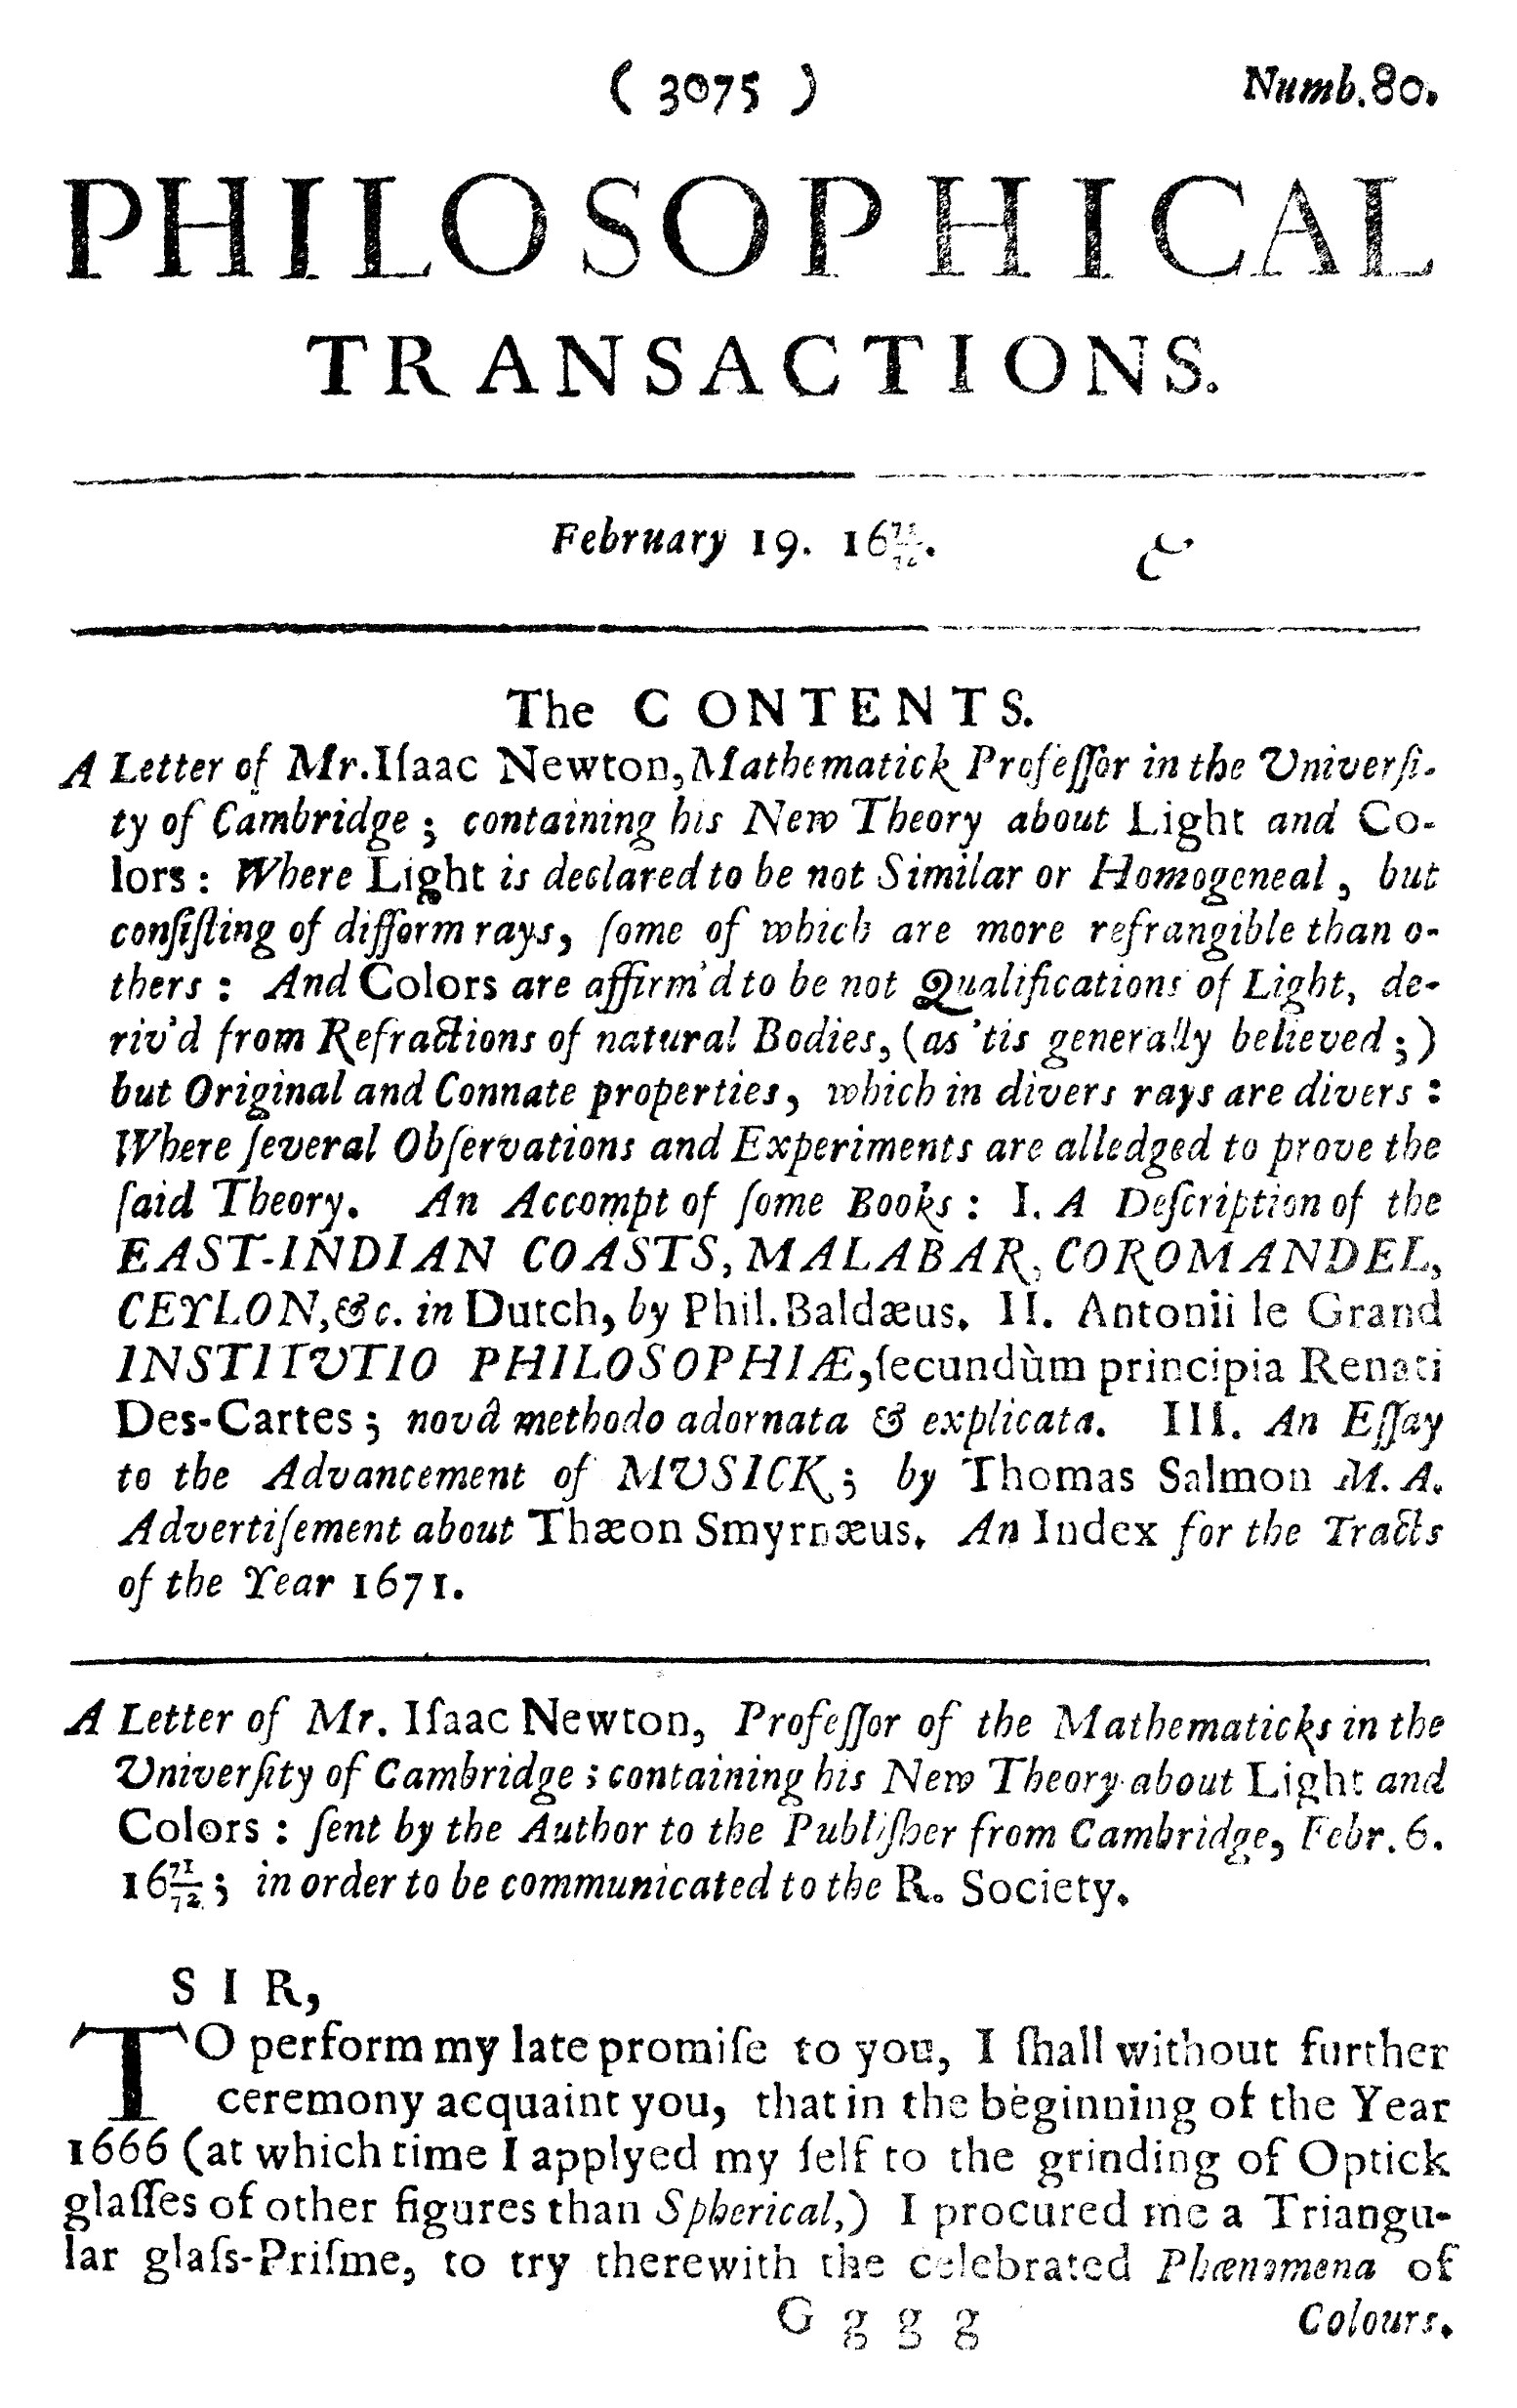 ( 3075 ) Numb. 80.
PHILOSOPHICAL
TRANSACTIONS.
February 19. 16 71/72.
The CONTENTS.
A Letter of Mr. Iſaac Newton, Mathematick Profeſſor in the Univerſi-
ty of Cambridge ; containing his New Theory about Light and Co-
lors : Where Light is declared to be not Similar or Homogeneal , but
conſiſting of difform rays, ſome of which are more refrangible than o-
thers : And Colors are affirm'd to be not Qualifications of Light, de-
riv'd from Refractions of natural Bodies, (as 'tis generally believed ;)
but Original and Connate properties, which in divers rays are divers :
Where ſeveral Obſervations and Experiments are alledged to prove the
ſaid Theory. An Accompt of ſome Books : I. A Deſcription of the
EAST-INDIAN COASTS, MALABAR, COROMANDEL,
CEYLON, &c. in Dutch, by Phil. Baldæus. II. Antonii le Grand
INSTITVTIO PHILOSOPHIÆ, ſecundùm principia Renati
Des-Cartes ; novâ methodo adornata & explicata. III. An Eſſay
to the Advancement of MVSICK ; by Thomas Salmon M. A.
Advertiſement about Thæon Smyrnæus. An Index for the Tracts
of the Year 1671.
A Letter of Mr. Iſaac Newton, Profeſſor of the Mathematicks in the
Univerſity of Cambridge ; containing his New Theory about Light and
Colors : ſent by the Author to the Publiſher from Cambridge, Febr. 6.
16 71/72 ; in order to be communicated to the R. Society.
SIR,
TO perform my late promiſe to you, I ſhall without further
ceremony acquaint you, that in the beginning of the Year
1666 (at which time I applyed my ſelf to the grinding of Optick
glaſſes of other figures than Spherical,) I procured me a Triangu-
lar glaſs-Priſme, to try therewith the celebrated Phænomena of
G g g g Colours.